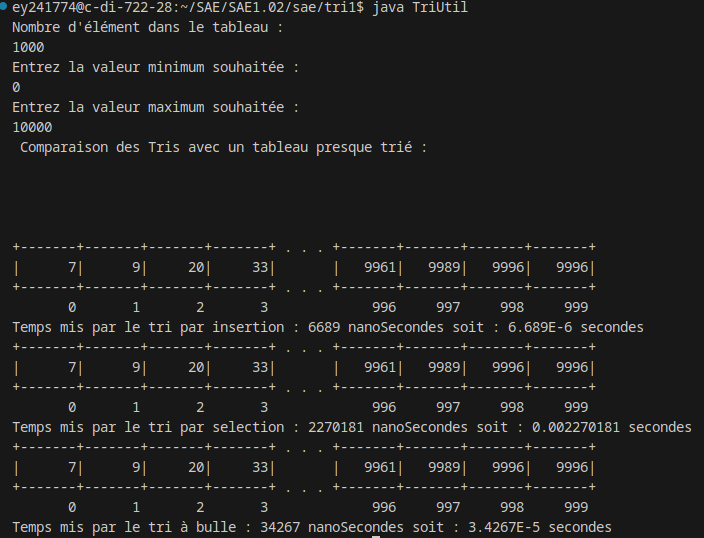 ey241774@c-di-722-28:~/SAE/SAE1.02/sae/tri1$ java TriUtil
Nombre d'élément dans le tableau :
1000
Entrez la valeur minimum souhaitée :
0
Entrez la valeur maximum souhaitée :
10000
 Comparaison des Tris avec un tableau presque trié :
+-------+-------+-------+-------+ . . . +-------+-------+-------+-------+
|      7|      9|     20|     33|       |   9961|   9989|   9996|   9996|
+-------+-------+-------+-------+ . . . +-------+-------+-------+-------+
       0       1       2       3             996     997     998     999
Temps mis par le tri par insertion : 6689 nanoSecondes soit : 6.689E-6 secondes
+-------+-------+-------+-------+ . . . +-------+-------+-------+-------+
|      7|      9|     20|     33|       |   9961|   9989|   9996|   9996|
+-------+-------+-------+-------+ . . . +-------+-------+-------+-------+
       0       1       2       3             996     997     998     999
Temps mis par le tri par selection : 2270181 nanoSecondes soit : 0.002270181 secondes
+-------+-------+-------+-------+ . . . +-------+-------+-------+-------+
|      7|      9|     20|     33|       |   9961|   9989|   9996|   9996|
+-------+-------+-------+-------+ . . . +-------+-------+-------+-------+
       0       1       2       3             996     997     998     999
Temps mis par le tri à bulle : 34267 nanoSecondes soit : 3.4267E-5 secondes